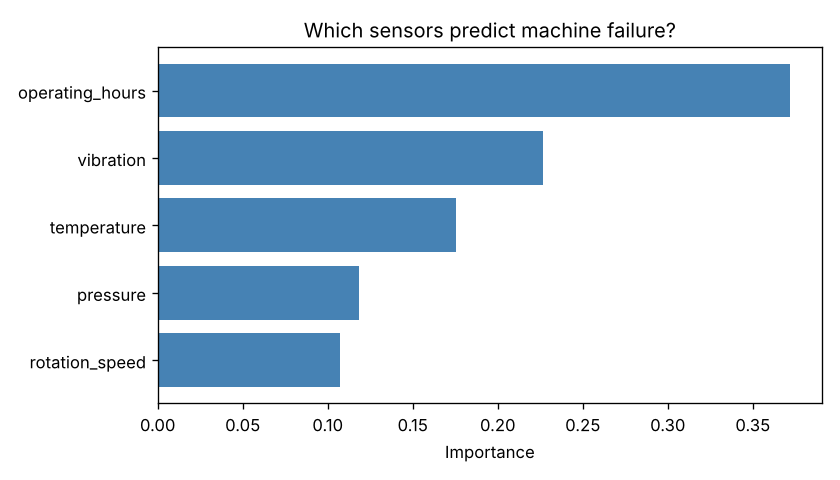 Which sensors predict machine failure?
operating_hours
vibration
temperature
pressure
rotation_speed
0.00 0.05 0.10 0.15 0.20 0.25 0.30 0.35
Importance